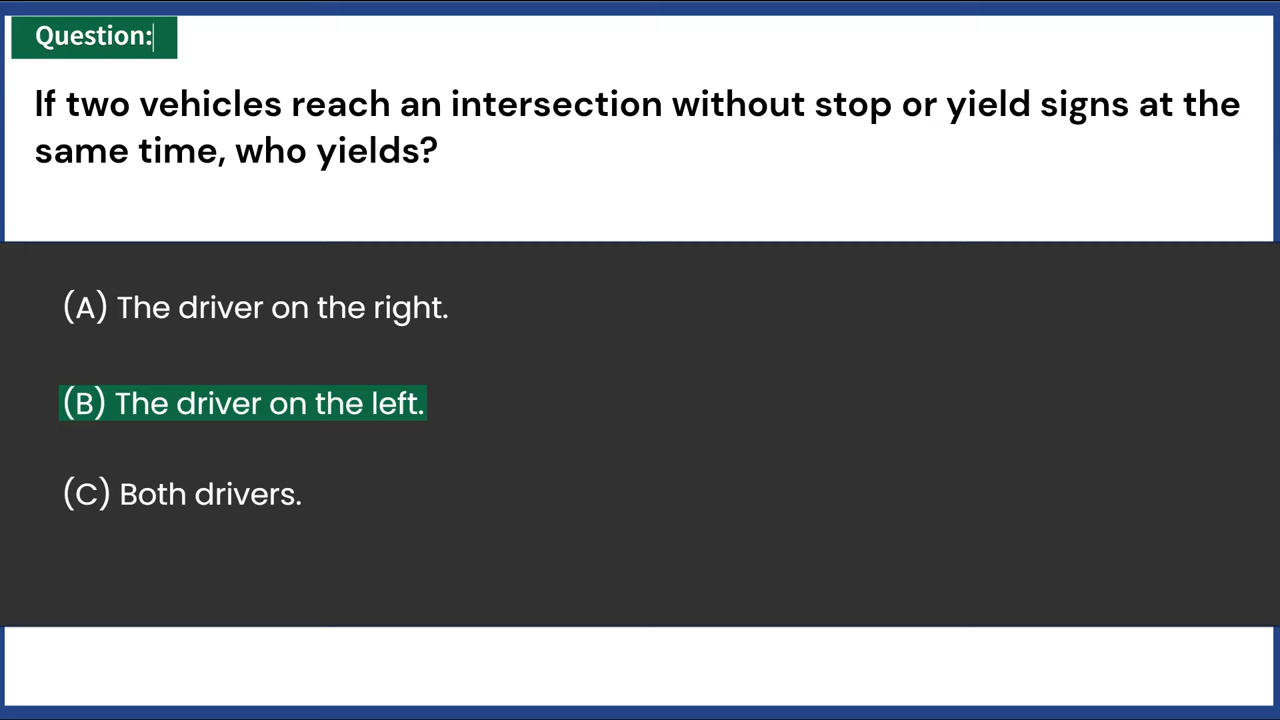 Question:
If two vehicles reach an intersection without stop or yield signs at the
same time, who yields?
(A) The driver on the right.
(B) The driver on the left.
(C) Both drivers.